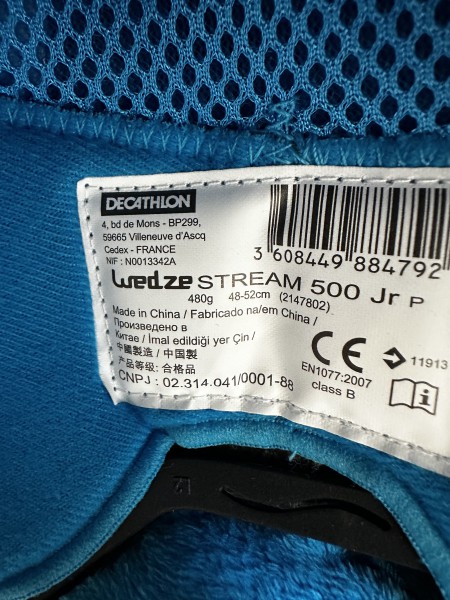 DECATHLON
4, bd de Mons - BP299,
59665 Villeneuve d'Ascq
Cedex - FRANCE
NIF : N0013342A
3 608449 884792
Wedze STREAM 500 Jr P
480g 48-52cm (2147802)
Made in China / Fabricado na/em China /
Произведено в
Китае / İmal edildiği yer Çin /
中國製造 / 中国製
产品等级: 合格品
CNPJ : 02.314.041/0001-88
CE
EN1077:2007
class B
11913
i
12